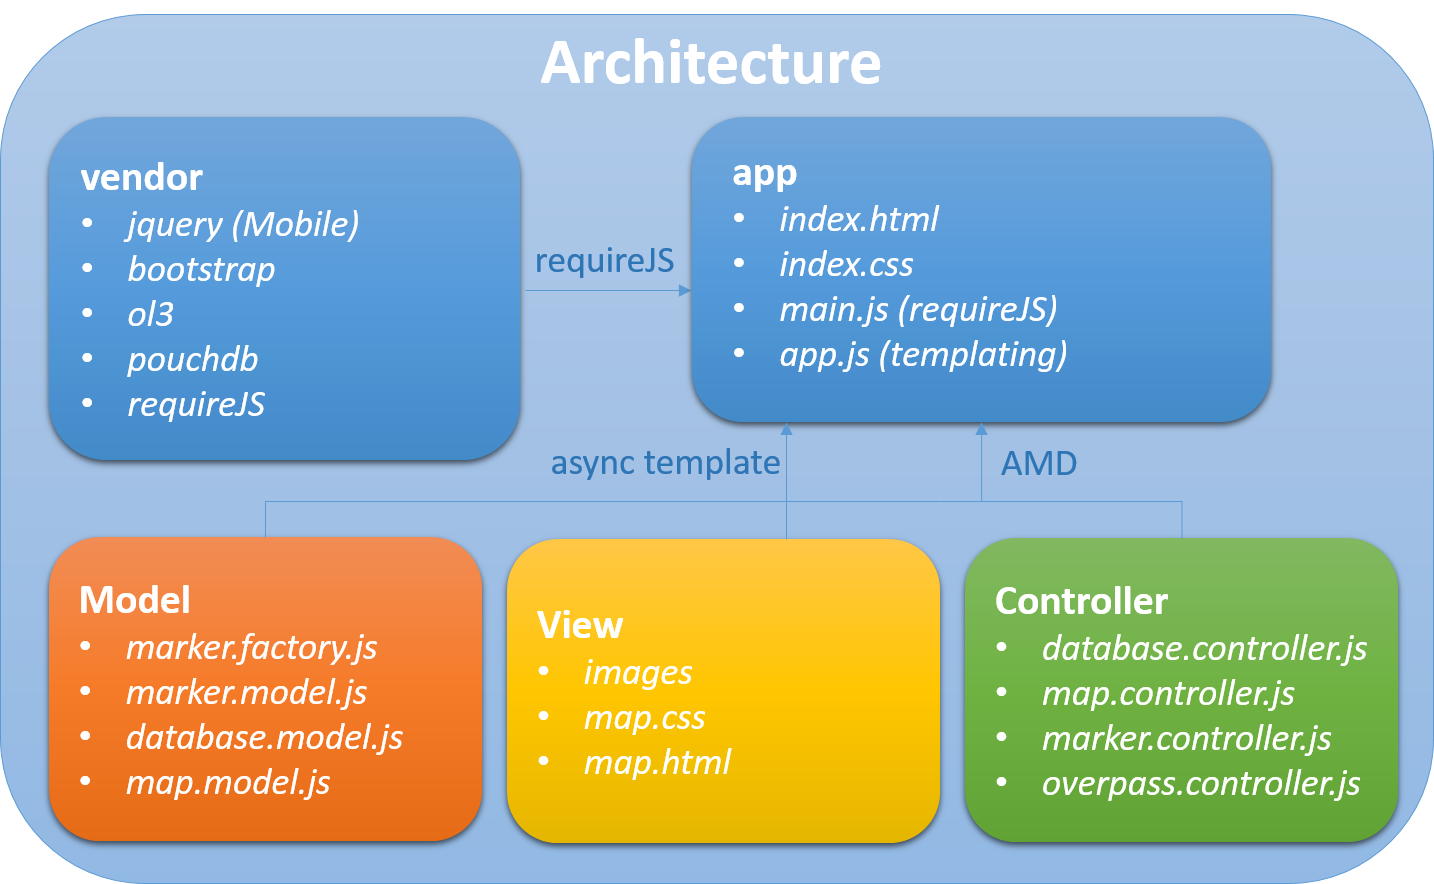 Architecture
vendor
• jquery (Mobile)
• bootstrap
• ol3
• pouchdb
• requireJS
requireJS
app
• index.html
• index.css
• main.js (requireJS)
• app.js (templating)
async template
AMD
Model
• marker.factory.js
• marker.model.js
• database.model.js
• map.model.js
View
• images
• map.css
• map.html
Controller
• database.controller.js
• map.controller.js
• marker.controller.js
• overpass.controller.js